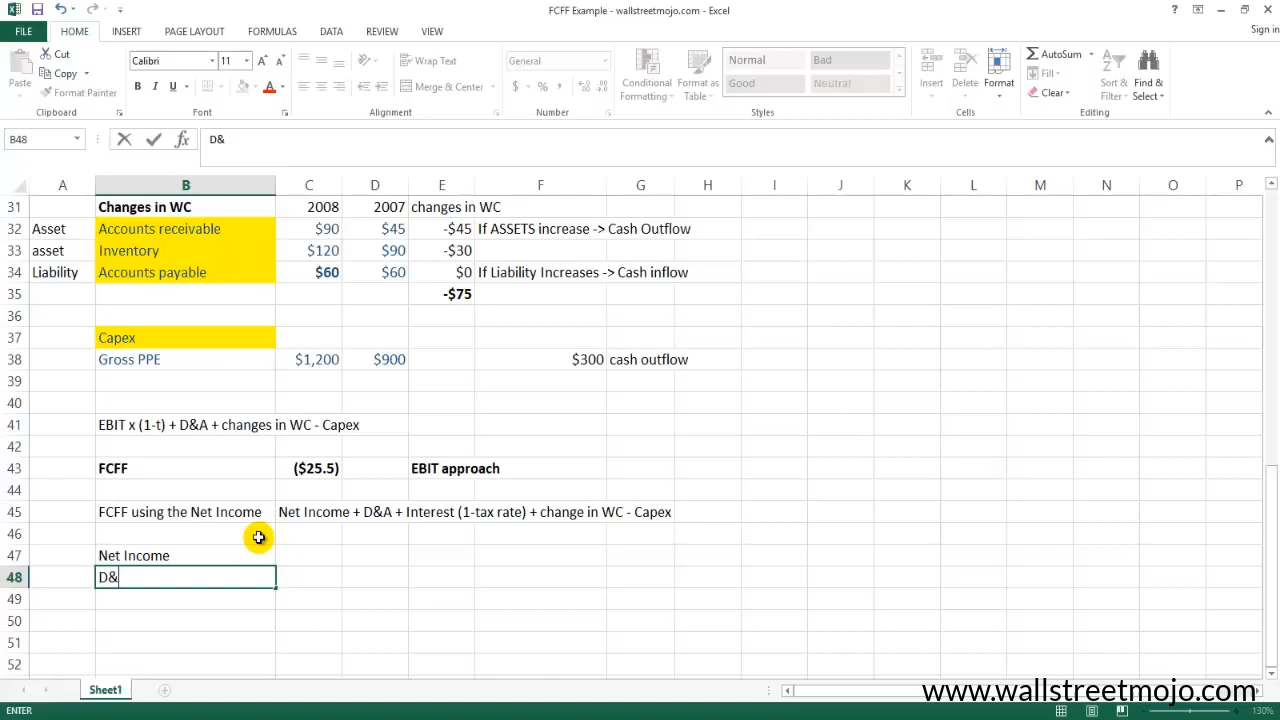 FCFF Example - wallstreetmojo.com - Excel
FILE HOME INSERT PAGE LAYOUT FORMULAS DATA REVIEW VIEW Sign in
Cut
Copy
Format Painter
Paste
Clipboard
Calibri 11
B I U
Font
Wrap Text
Merge & Center
Alignment
General
$ % ,
Number
Conditional Formatting
Format as Table
Normal Bad
Good Neutral
Styles
Insert Delete Format
Cells
AutoSum
Fill
Clear
Sort & Filter
Find & Select
Editing
B48 fx D&
A B C D E F G H I J K L M N O P
31 Changes in WC 2008 2007 changes in WC
32 Asset Accounts receivable $90 $45 -$45 If ASSETS increase -> Cash Outflow
33 asset Inventory $120 $90 -$30
34 Liability Accounts payable $60 $60 $0 If Liability Increases -> Cash inflow
35 -$75
36
37 Capex
38 Gross PPE $1,200 $900 $300 cash outflow
39
40
41 EBIT x (1-t) + D&A + changes in WC - Capex
42
43 FCFF ($25.5) EBIT approach
44
45 FCFF using the Net Income Net Income + D&A + Interest (1-tax rate) + change in WC - Capex
46
47 Net Income
48 D&
49
50
51
52
Sheet1
www.wallstreetmojo.com
ENTER 130%